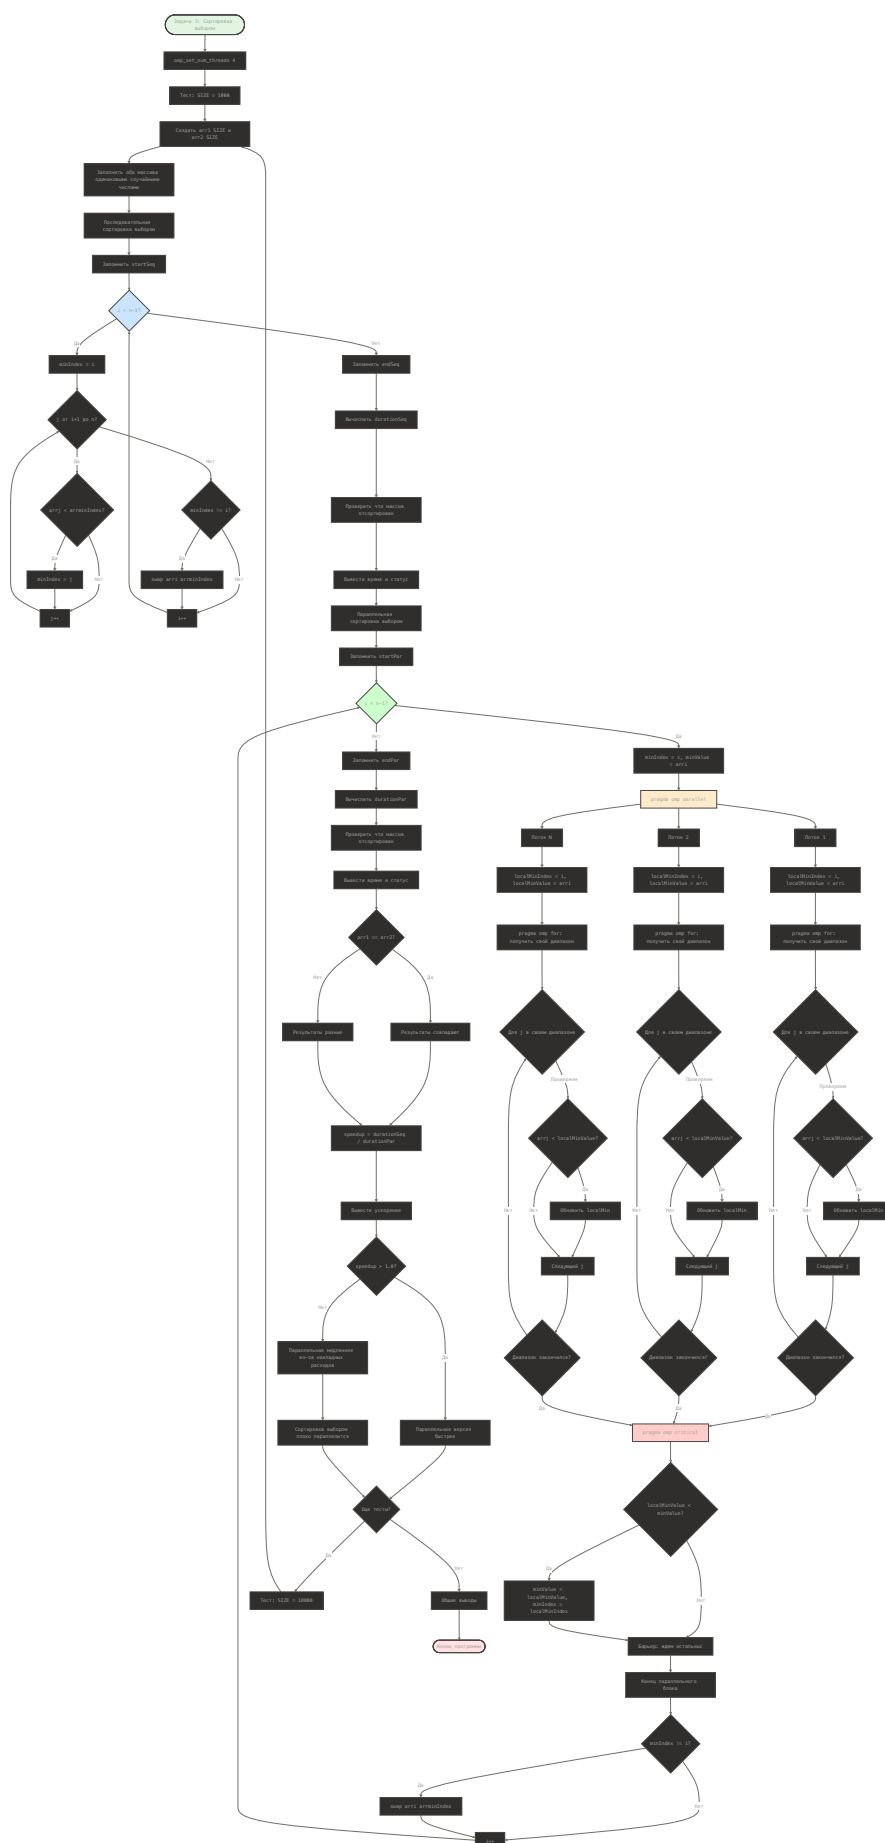 Задача 3: Сортировка
выбором
omp_set_num_threads 4
Тест: SIZE = 1000
Создать arr1 SIZE и
arr2 SIZE
Заполнить оба массива
одинаковыми случайными
числами
Последовательная
сортировка выбором
Запомнить startSeq
i < n-1?
Да
Нет
minIndex = i
Запомнить endSeq
j от i+1 до n?
Вычислить durationSeq
Да
Нет
arrj < arrminIndex?
minIndex != i?
Проверить что массив
отсортирован
Да
Да
minIndex = j
Нет
swap arri arrminIndex
Нет
Вывести время и статус
j++
i++
Параллельная
сортировка выбором
Запомнить startPar
i < n-1?
Нет
Да
Запомнить endPar
minIndex = i, minValue
= arri
Вычислить durationPar
pragma omp parallel
Проверить что массив
отсортирован
Поток N
Поток 2
Поток 1
Вывести время и статус
localMinIndex = i,
localMinValue = arri
localMinIndex = i,
localMinValue = arri
localMinIndex = i,
localMinValue = arri
arr1 == arr2?
pragma omp for:
получить свой диапазон
pragma omp for:
получить свой диапазон
pragma omp for:
получить свой диапазон
Нет
Да
Результаты разные
Результаты совпадают
Для j в своем диапазоне
Для j в своем диапазоне
Для j в своем диапазоне
Проверяем
Проверяем
Проверяем
speedup = durationSeq
/ durationPar
arrj < localMinValue?
arrj < localMinValue?
arrj < localMinValue?
Да
Да
Да
Вывести ускорение
Нет
Нет
Обновить localMin
Нет
Нет
Обновить localMin
Нет
Нет
Обновить localMin
speedup > 1.0?
Следующий j
Следующий j
Следующий j
Нет
Да
Параллельная медленнее
из-за накладных
расходов
Диапазон закончился?
Диапазон закончился?
Диапазон закончился?
Да
Да
Да
Сортировка выбором
плохо параллелится
Параллельная версия
быстрее
pragma omp critical
Еще тесты?
localMinValue <
minValue?
Да
Нет
Да
Нет
Тест: SIZE = 10000
Общие выводы
minValue =
localMinValue,
minIndex =
localMinIndex
Конец программы
Барьер: ждем остальных
Конец параллельного
блока
minIndex != i?
Да
Нет
swap arri arrminIndex
i++